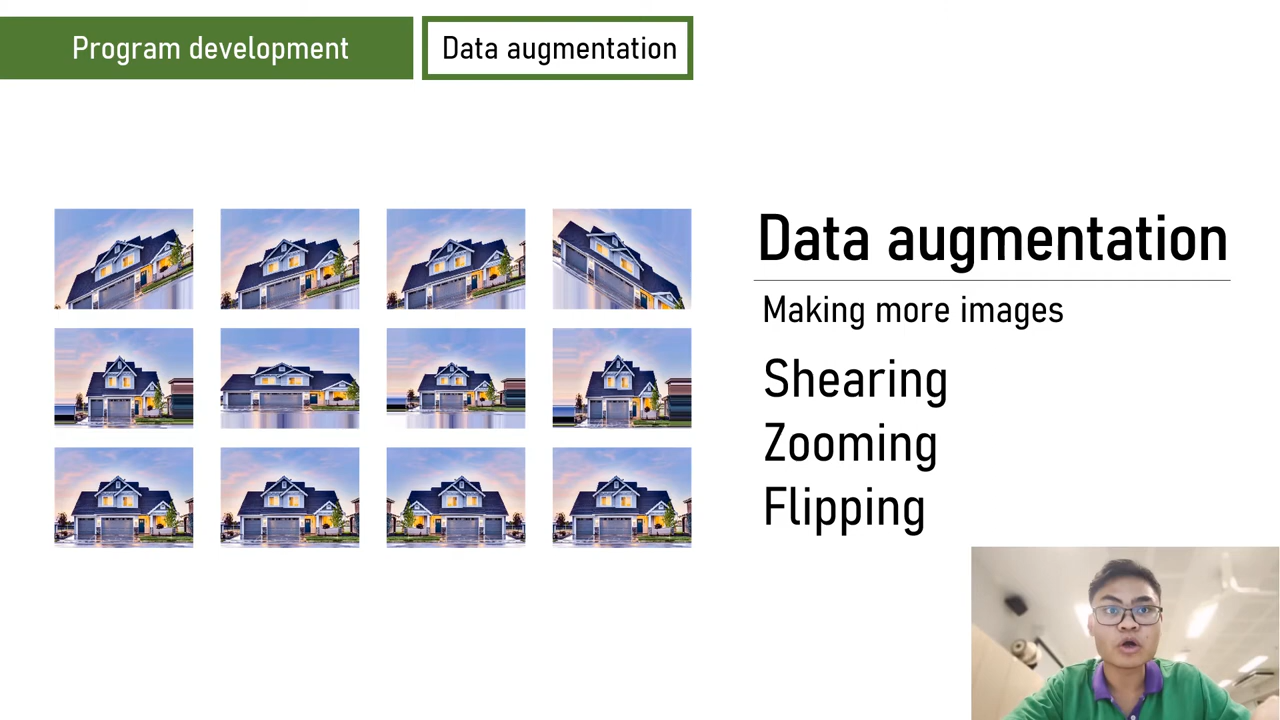 Program development
Data augmentation
Data augmentation
Making more images
Shearing
Zooming
Flipping